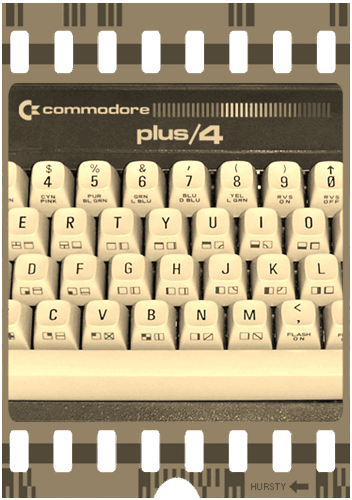 commodore
plus/4
$ % & ' ( ) ↑
4 5 6 7 8 9 0
CYN PUR GRN BLU YEL RVS RVS
PINK BL GRN L BLU D BLU L GRN ON OFF
E R T Y U I O
D F G H J K L
C V B N M < ,
FLASH
ON
HURSTY